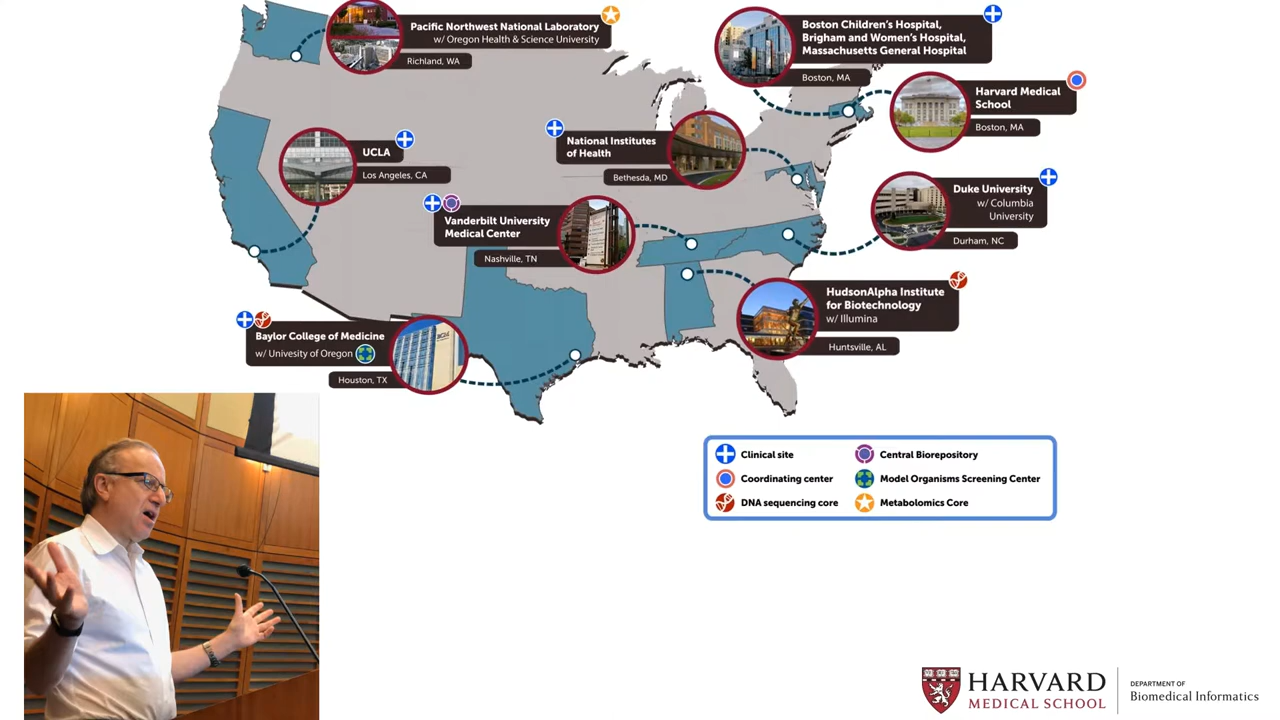 Pacific Northwest National Laboratory
w/ Oregon Health & Science University
Richland, WA
Boston Children's Hospital,
Brigham and Women's Hospital,
Massachusetts General Hospital
Boston, MA
Harvard Medical
School
Boston, MA
UCLA
Los Angeles, CA
National Institutes
of Health
Bethesda, MD
Duke University
w/ Columbia
University
Durham, NC
Vanderbilt University
Medical Center
Nashville, TN
HudsonAlpha Institute
for Biotechnology
w/ Illumina
Huntsville, AL
Baylor College of Medicine
w/ Univesity of Oregon
Houston, TX
Clinical site
Central Biorepository
Coordinating center
Model Organisms Screening Center
DNA sequencing core
Metabolomics Core
HARVARD
MEDICAL SCHOOL
DEPARTMENT OF
Biomedical Informatics